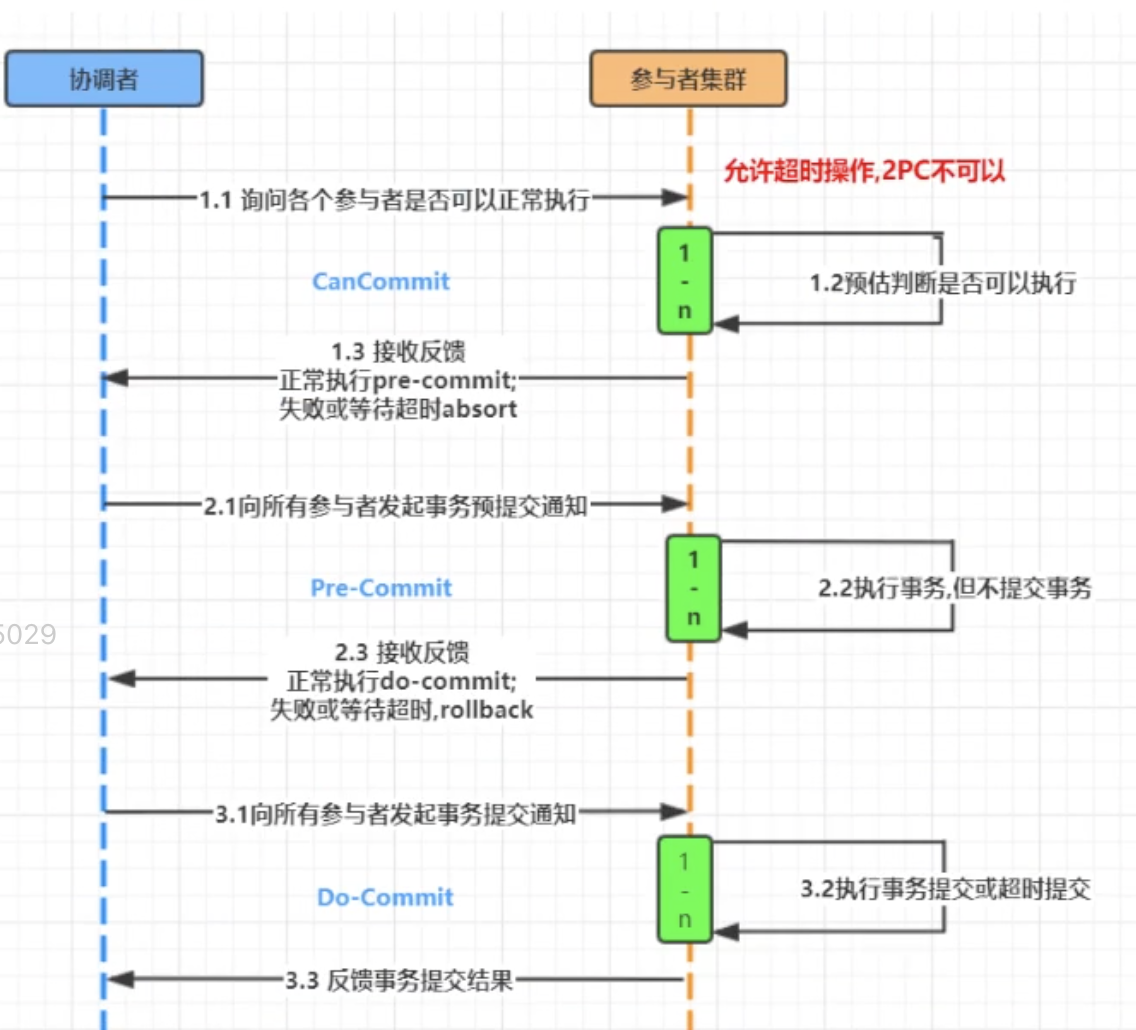 协调者
参与者集群
允许超时操作,2PC不可以
1.1 询问各个参与者是否可以正常执行
1
-
n
CanCommit
1.2预估判断是否可以执行
1.3 接收反馈
正常执行pre-commit;
失败或等待超时absort
2.1向所有参与者发起事务预提交通知
1
-
n
Pre-Commit
2.2执行事务,但不提交事务
5029
2.3 接收反馈
正常执行do-commit;
失败或等待超时,rollback
3.1向所有参与者发起事务提交通知
1
-
n
Do-Commit
3.2执行事务提交或超时提交
3.3 反馈事务提交结果